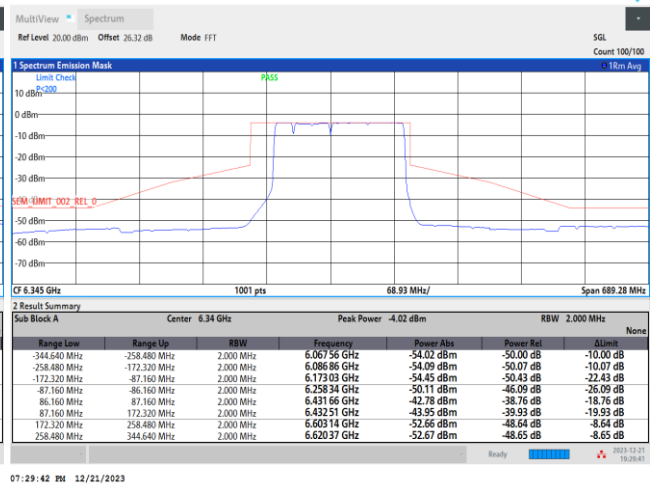 MultiView Spectrum
Ref Level 20.00 dBm Offset 26.32 dB Mode FFT SGL
Count 100/100
1 Spectrum Emission Mask 1Rm Avg
Limit Check PASS
P<200
10 dBm
0 dBm
-10 dBm
-20 dBm
-30 dBm
SEM_LIMIT_002_REL_0
-50 dBm
-60 dBm
-70 dBm
CF 6.345 GHz 1001 pts 68.93 MHz/ Span 689.28 MHz
2 Result Summary
Sub Block A Center 6.34 GHz Peak Power -4.02 dBm RBW 2.000 MHz
None
Range Low Range Up RBW Frequency Power Abs Power Rel ΔLimit
-344.640 MHz -258.480 MHz 2.000 MHz 6.067 56 GHz -54.02 dBm -50.00 dB -10.00 dB
-258.480 MHz -172.320 MHz 2.000 MHz 6.086 86 GHz -54.09 dBm -50.07 dB -10.07 dB
-172.320 MHz -87.160 MHz 2.000 MHz 6.173 03 GHz -54.45 dBm -50.43 dB -22.43 dB
-87.160 MHz -86.160 MHz 2.000 MHz 6.258 34 GHz -50.11 dBm -46.09 dB -26.09 dB
86.160 MHz 87.160 MHz 2.000 MHz 6.431 66 GHz -42.78 dBm -38.76 dB -18.76 dB
87.160 MHz 172.320 MHz 2.000 MHz 6.432 51 GHz -43.95 dBm -39.93 dB -19.93 dB
172.320 MHz 258.480 MHz 2.000 MHz 6.603 14 GHz -52.66 dBm -48.64 dB -8.64 dB
258.480 MHz 344.640 MHz 2.000 MHz 6.620 37 GHz -52.67 dBm -48.65 dB -8.65 dB
Ready 2023-12-21
19:29:41
07:29:42 PM 12/21/2023